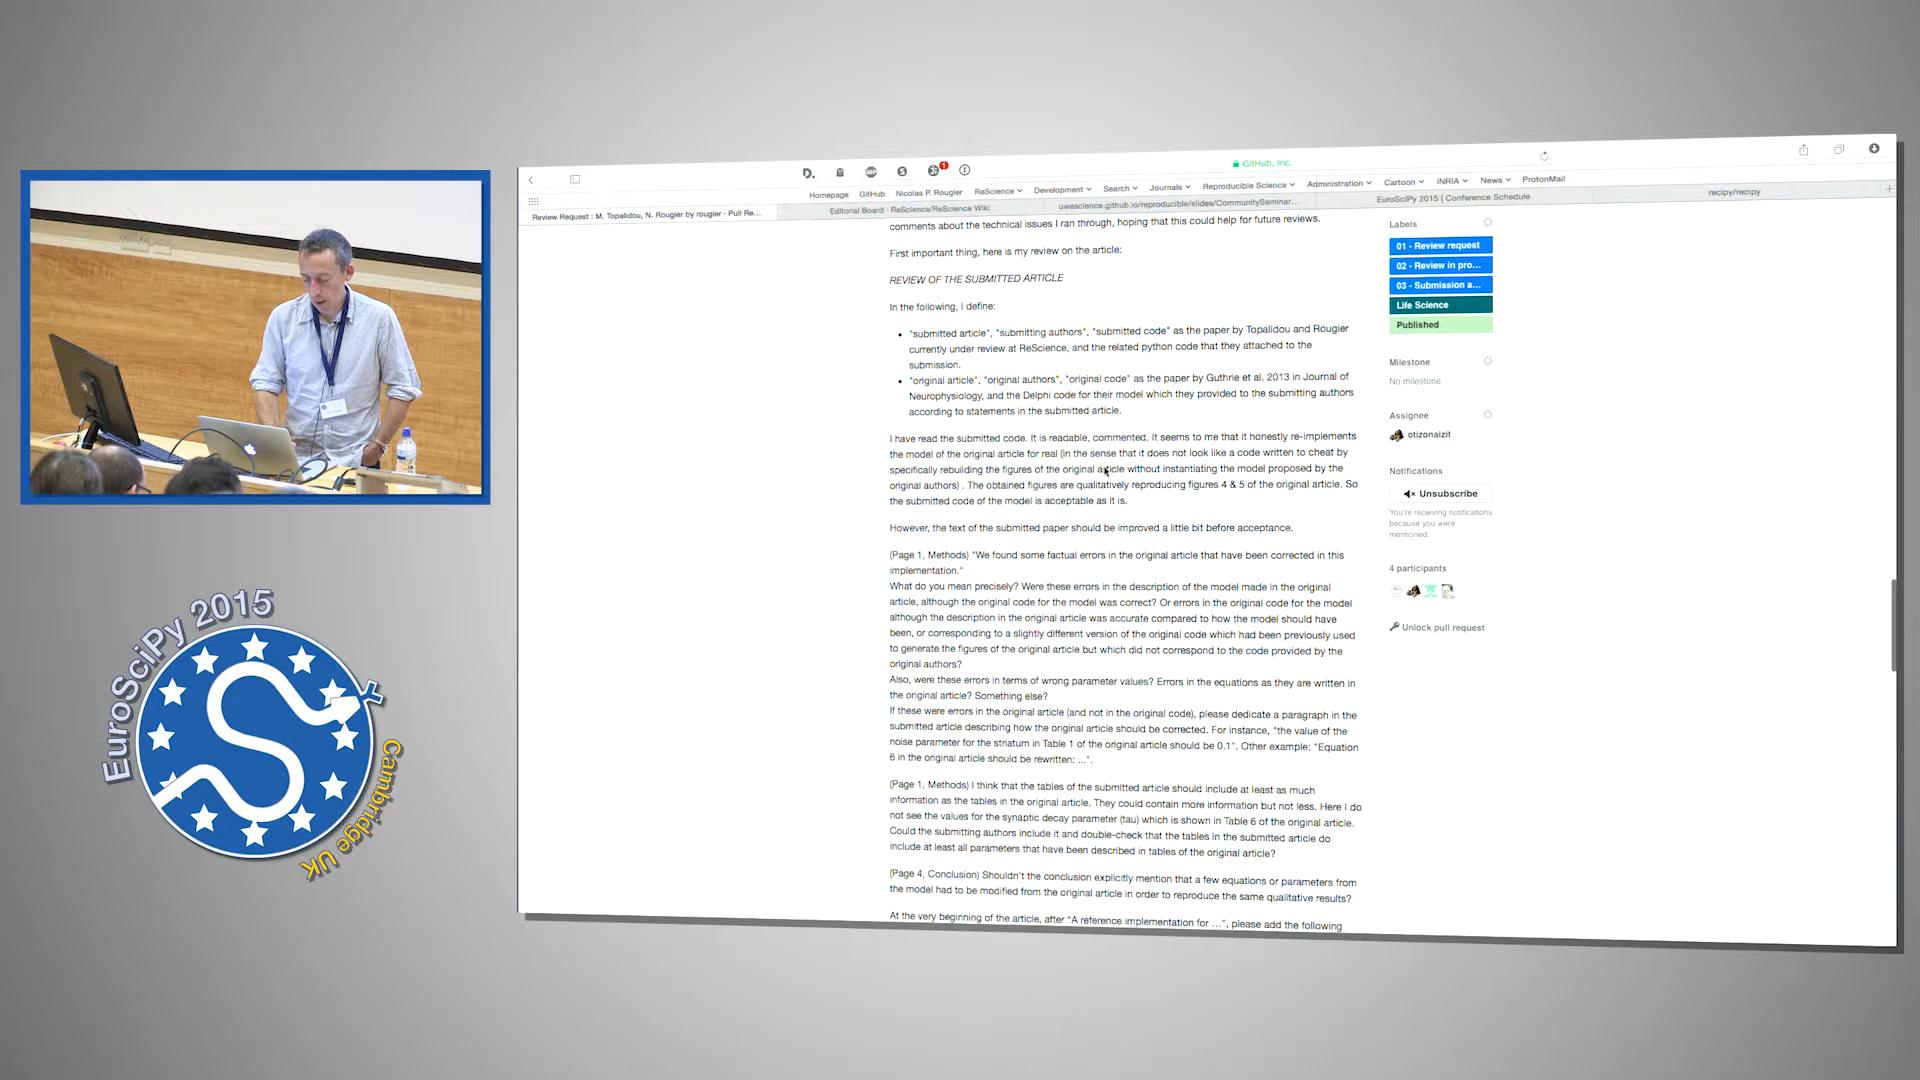 EuroSciPy 2015
Cambridge UK
GitHub, Inc.
1
Homepage GitHub Nicolas P. Rougier ReScience Development Search Journals Reproducible Science Administration Cartoon INRIA News ProtonMail
Review Request : M. Topalidou, N. Rougier by rougier - Pull Re... Editorial Board · ReScience/ReScience Wiki uwescience.github.io/reproducible/slides/CommunitySeminar... EuroSciPy 2015 | Conference Schedule recipy/recipy
comments about the technical issues I ran through, hoping that this could help for future reviews.
First important thing, here is my review on the article:
REVIEW OF THE SUBMITTED ARTICLE
In the following, I define:
• "submitted article", "submitting authors", "submitted code" as the paper by Topalidou and Rougier
currently under review at ReScience, and the related python code that they attached to the
submission.
• "original article", "original authors", "original code" as the paper by Guthrie et al. 2013 in Journal of
Neurophysiology, and the Delphi code for their model which they provided to the submitting authors
according to statements in the submitted article.
I have read the submitted code. It is readable, commented. It seems to me that it honestly re-implements
the model of the original article for real (in the sense that it does not look like a code written to cheat by
specifically rebuilding the figures of the original article without instantiating the model proposed by the
original authors) . The obtained figures are qualitatively reproducing figures 4 & 5 of the original article. So
the submitted code of the model is acceptable as it is.
However, the text of the submitted paper should be improved a little bit before acceptance.
(Page 1, Methods) "We found some factual errors in the original article that have been corrected in this
implementation."
What do you mean precisely? Were these errors in the description of the model made in the original
article, although the original code for the model was correct? Or errors in the original code for the model
although the description in the original article was accurate compared to how the model should have
been, or corresponding to a slightly different version of the original code which had been previously used
to generate the figures of the original article but which did not correspond to the code provided by the
original authors?
Also, were these errors in terms of wrong parameter values? Errors in the equations as they are written in
the original article? Something else?
If these were errors in the original article (and not in the original code), please dedicate a paragraph in the
submitted article describing how the original article should be corrected. For instance, "the value of the
noise parameter for the striatum in Table 1 of the original article should be 0.1". Other example: "Equation
6 in the original article should be rewritten: ...".
(Page 1, Methods) I think that the tables of the submitted article should include at least as much
information as the tables in the original article. They could contain more information but not less. Here I do
not see the values for the synaptic decay parameter (tau) which is shown in Table 6 of the original article.
Could the submitting authors include it and double-check that the tables in the submitted article do
include at least all parameters that have been described in tables of the original article?
(Page 4, Conclusion) Shouldn't the conclusion explicitly mention that a few equations or parameters from
the model had to be modified from the original article in order to reproduce the same qualitative results?
At the very beginning of the article, after "A reference implementation for ...", please add the following
Labels
01 - Review request
02 - Review in pro...
03 - Submission a...
Life Science
Published
Milestone
No milestone
Assignee
otizonaizit
Notifications
Unsubscribe
You're receiving notifications
because you were
mentioned.
4 participants
Unlock pull request